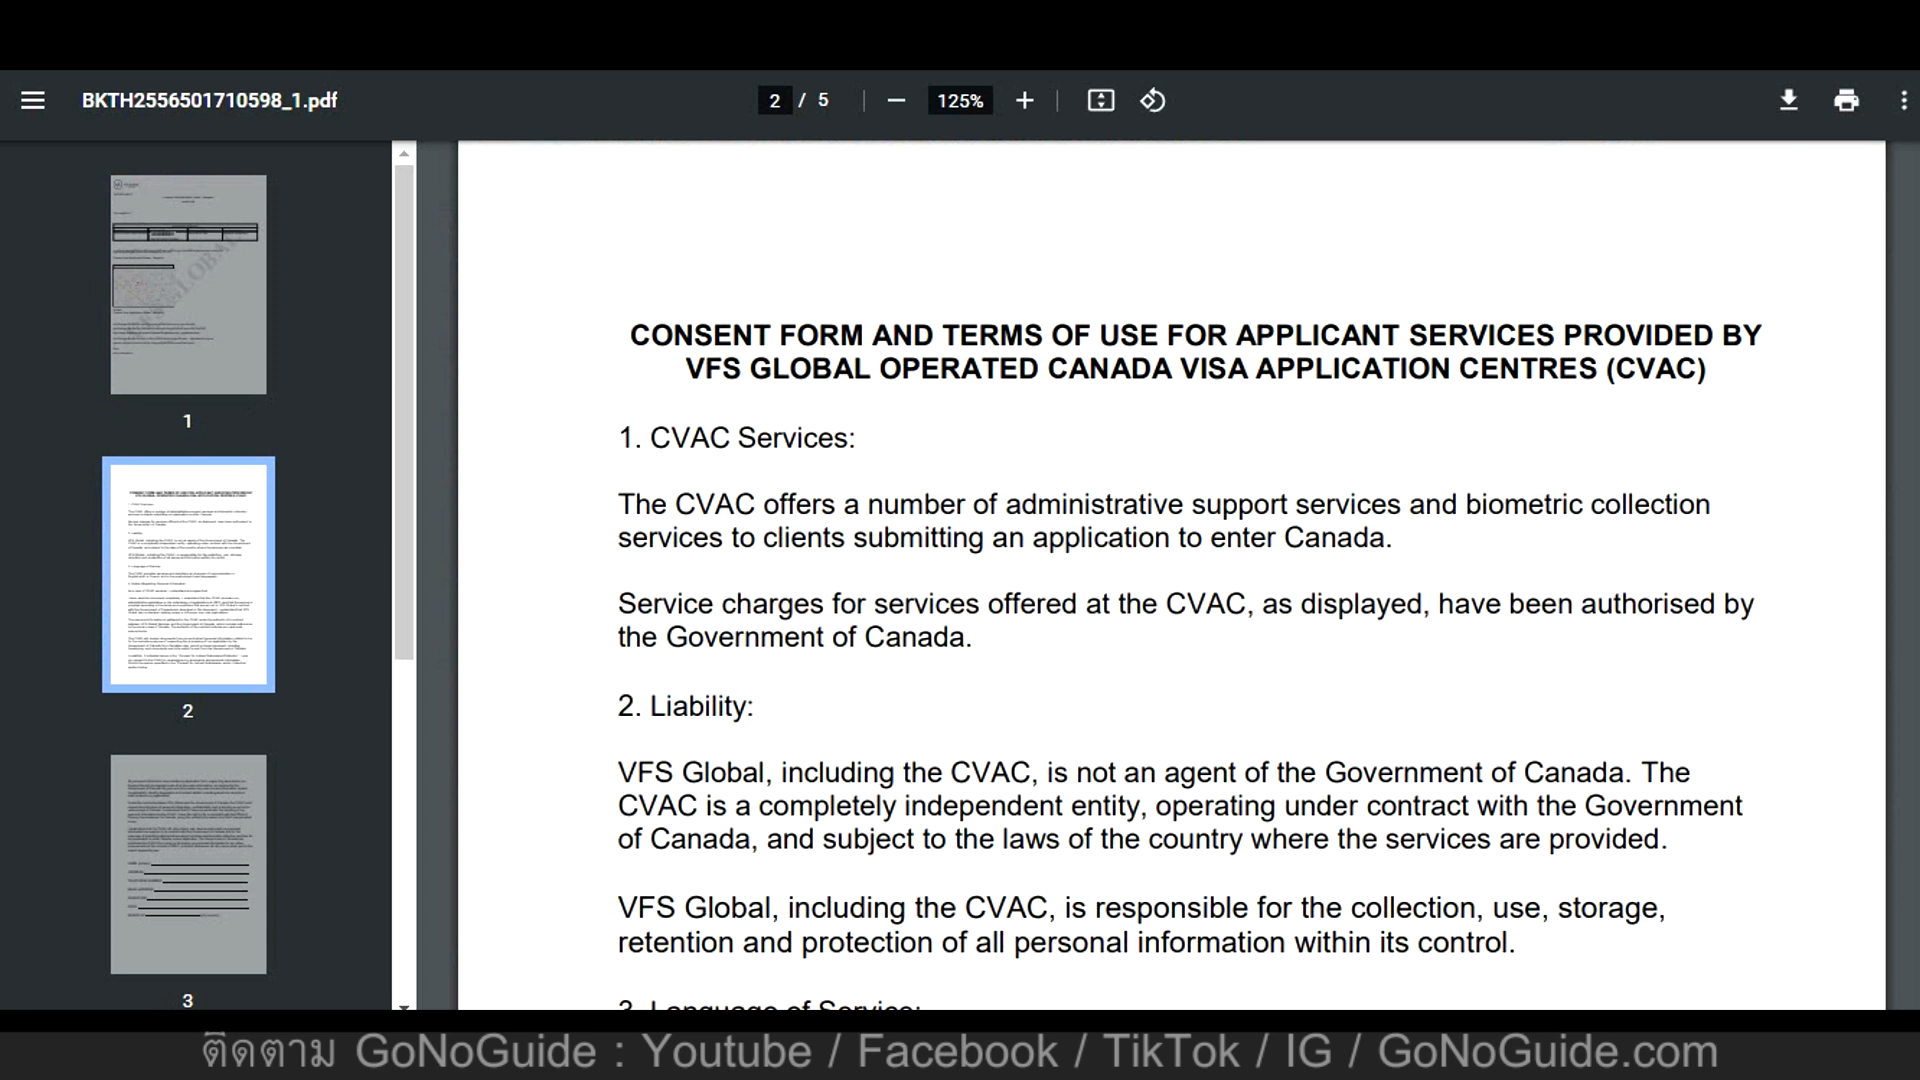 BKTH2556501710598_1.pdf
2 / 5
125%
1
2
3
CONSENT FORM AND TERMS OF USE FOR APPLICANT SERVICES PROVIDED BY
VFS GLOBAL OPERATED CANADA VISA APPLICATION CENTRES (CVAC)
1. CVAC Services:
The CVAC offers a number of administrative support services and biometric collection
services to clients submitting an application to enter Canada.
Service charges for services offered at the CVAC, as displayed, have been authorised by
the Government of Canada.
2. Liability:
VFS Global, including the CVAC, is not an agent of the Government of Canada. The
CVAC is a completely independent entity, operating under contract with the Government
of Canada, and subject to the laws of the country where the services are provided.
VFS Global, including the CVAC, is responsible for the collection, use, storage,
retention and protection of all personal information within its control.
3. Language of Service:
ติดตาม GoNoGuide : Youtube / Facebook / TikTok / IG / GoNoGuide.com